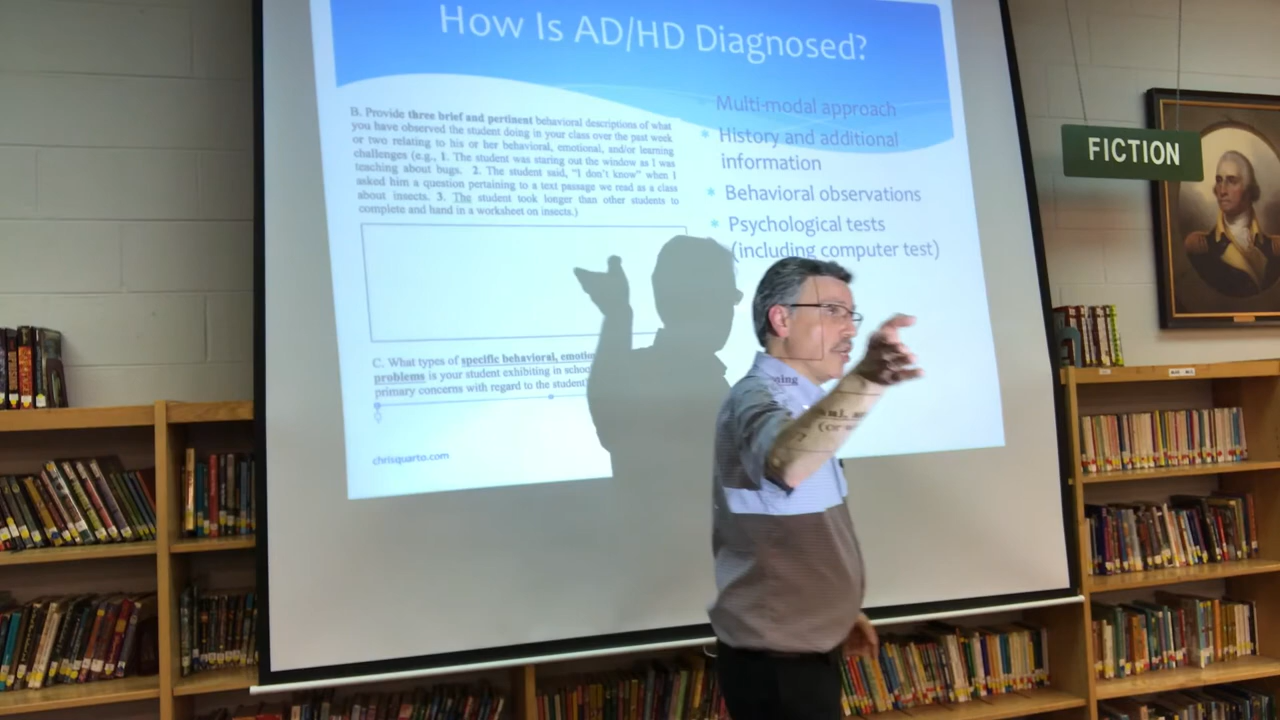 How Is AD/HD Diagnosed?
B. Provide three brief and pertinent behavioral descriptions of what
you have observed the student doing in your class over the past week
or two relating to his or her behavioral, emotional, and/or learning
challenges (e.g., 1. The student was staring out the window as I was
teaching about bugs. 2. The student said, "I don't know" when I
asked him a question pertaining to a text passage we read as a class
about insects. 3. The student took longer than other students to
complete and hand in a worksheet on insects.)
C. What types of specific behavioral, emotio
problems is your student exhibiting in schoo
primary concerns with regard to the student
chrisquarto.com
Multi-modal approach
History and additional
information
Behavioral observations
Psychological tests
(including computer test)
FICTION